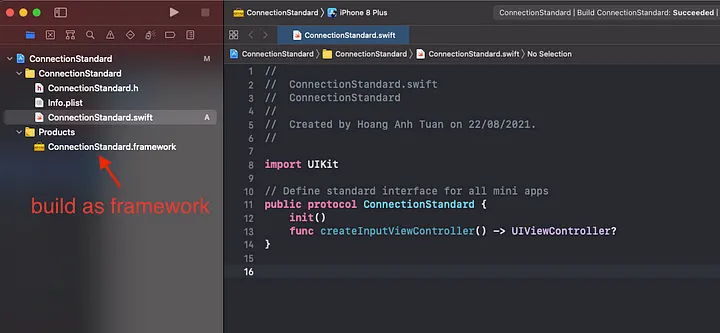 ConnectionStandard
iPhone 8 Plus
ConnectionStandard | Build ConnectionStandard: Succeeded |
ConnectionStandard.swift
ConnectionStandard M
ConnectionStandard
ConnectionStandard.h
Info.plist
ConnectionStandard.swift A
Products
ConnectionStandard.framework
build as framework
ConnectionStandard
ConnectionStandard
ConnectionStandard.swift
No Selection
1 //
2 //  ConnectionStandard.swift
3 //  ConnectionStandard
4 //
5 //  Created by Hoang Anh Tuan on 22/08/2021.
6 //
7
8 import UIKit
9
10 // Define standard interface for all mini apps
11 public protocol ConnectionStandard {
12     init()
13     func createInputViewController() -> UIViewController?
14 }
15
16